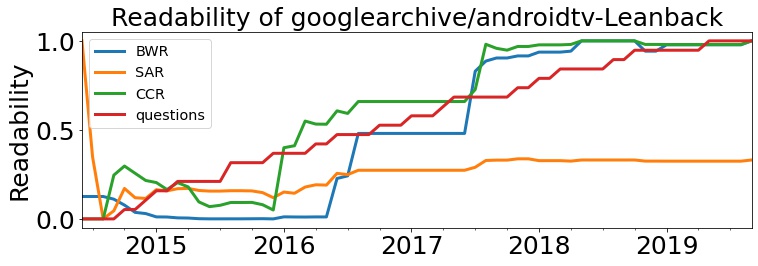 Readability of googlearchive/androidtv-Leanback
Readability
1.0
0.5
0.0
BWR
SAR
CCR
questions
2015 2016 2017 2018 2019